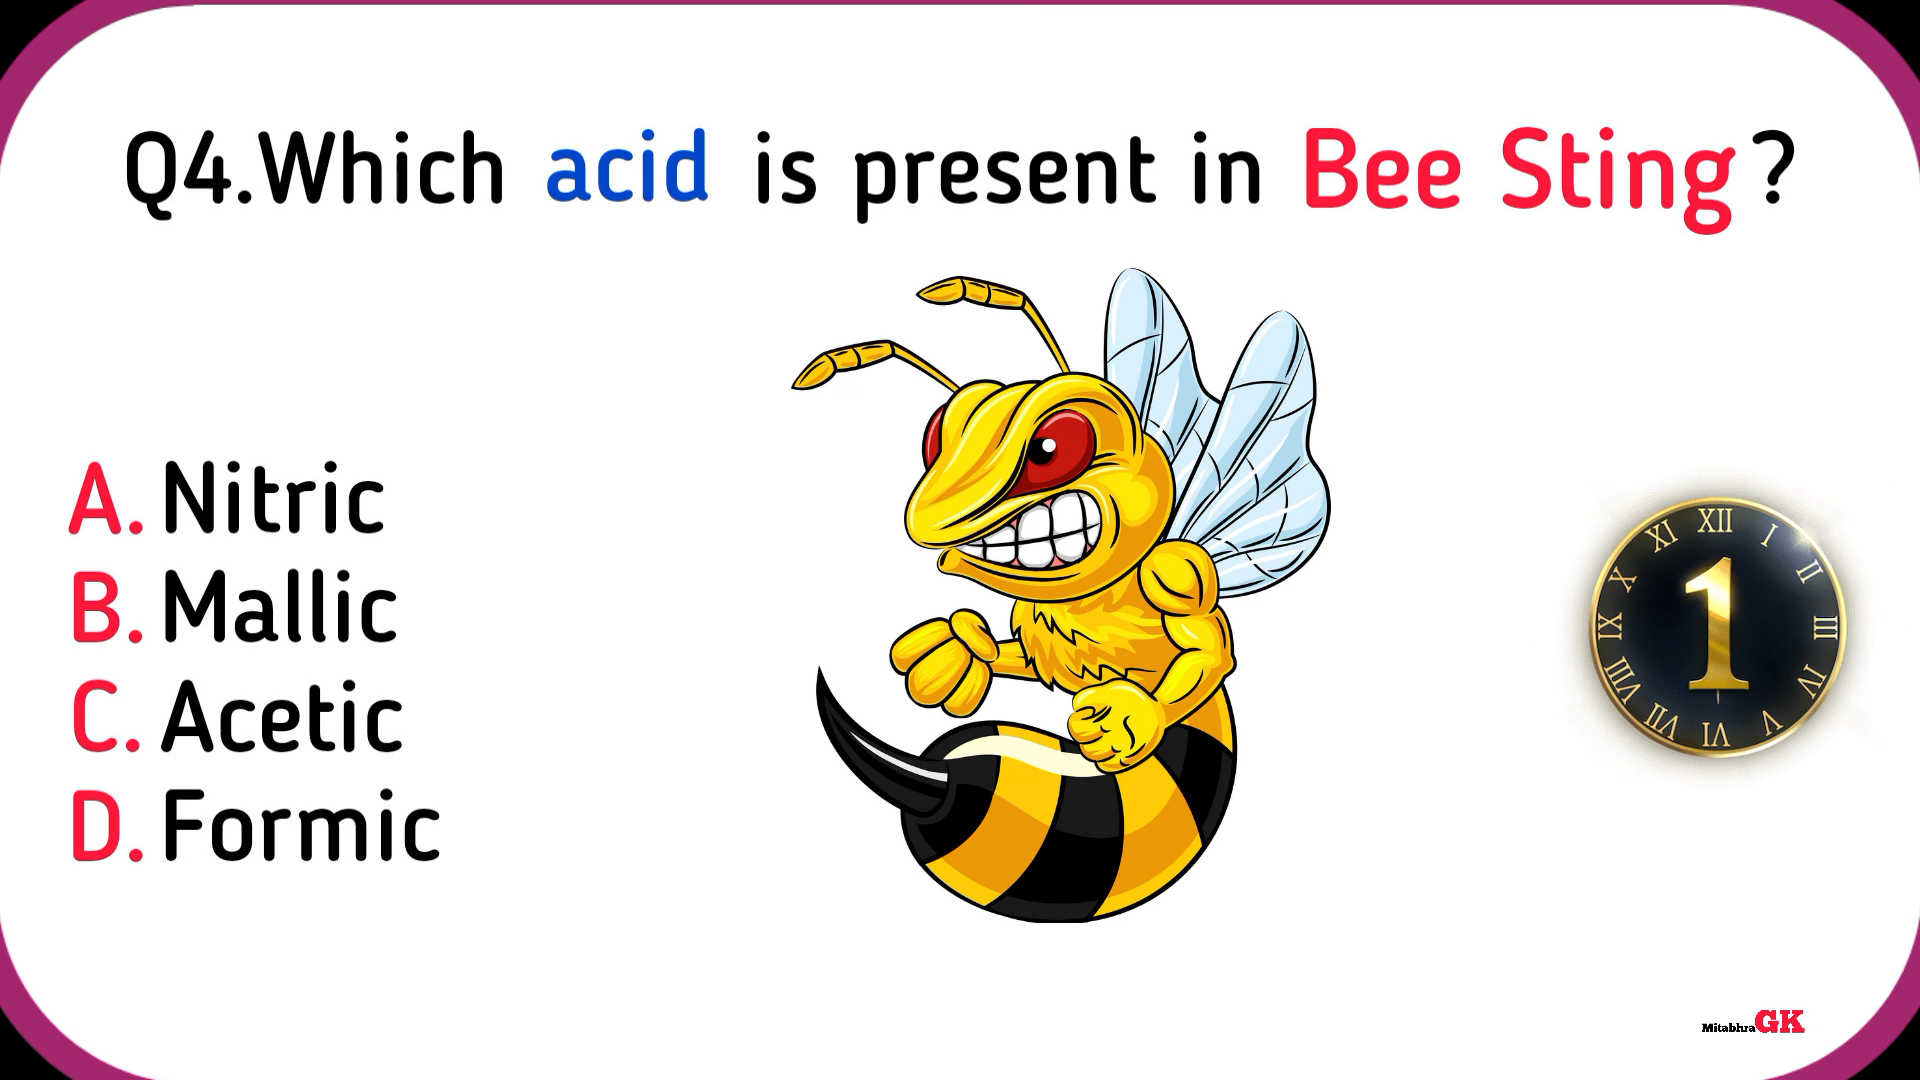 Q4.Which acid is present in Bee Sting?
A. Nitric
B. Mallic
C. Acetic
D. Formic
XII
I
II
III
IV
V
VI
VII
VIII
IX
X
XI
1
MitabhraGK